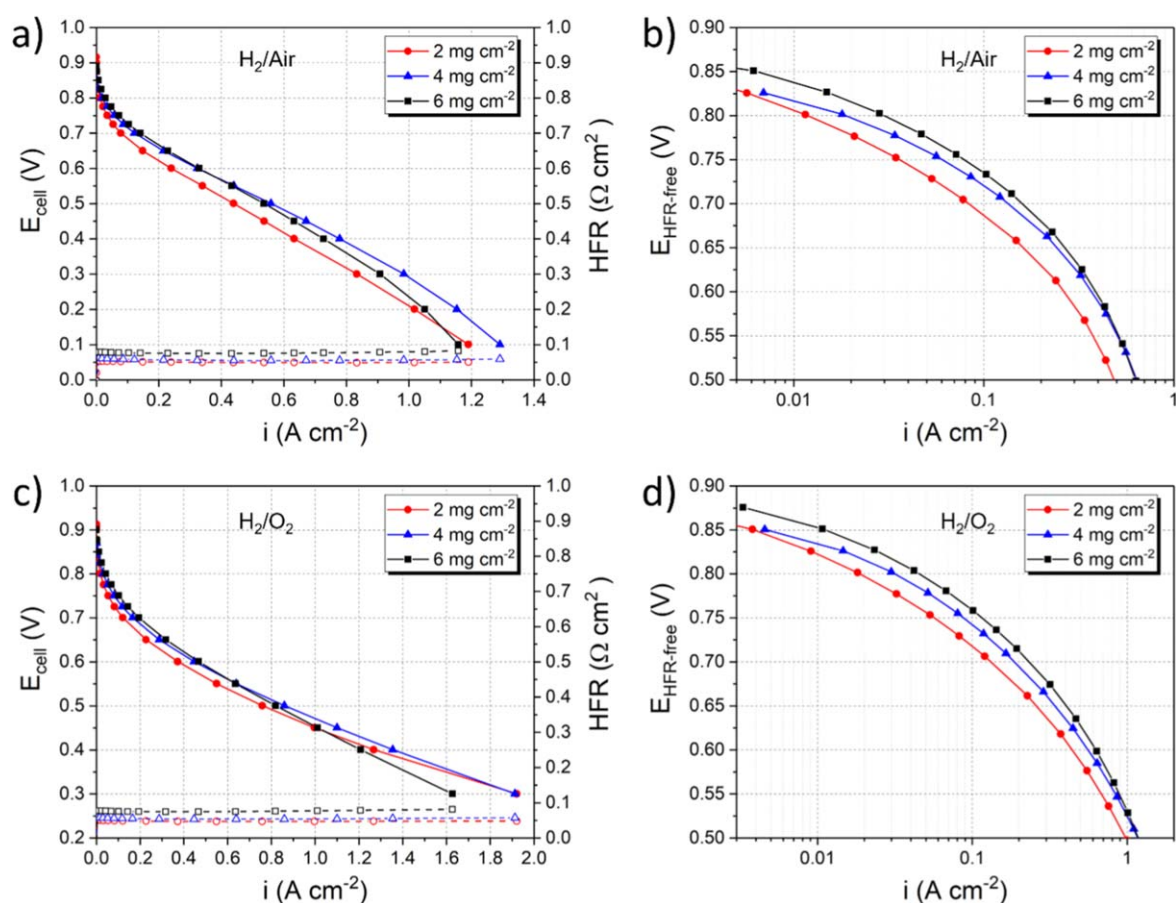 a)
H2/Air
2 mg cm-2
4 mg cm-2
6 mg cm-2
Ecell (V)
1.0
0.9
0.8
0.7
0.6
0.5
0.4
0.3
0.2
0.1
0.0
HFR (Ω cm2)
1.0
0.9
0.8
0.7
0.6
0.5
0.4
0.3
0.2
0.1
0.0
0.0 0.2 0.4 0.6 0.8 1.0 1.2 1.4
i (A cm-2)
b)
H2/Air
2 mg cm-2
4 mg cm-2
6 mg cm-2
EHFR-free (V)
0.90
0.85
0.80
0.75
0.70
0.65
0.60
0.55
0.50
0.01 0.1 1
i (A cm-2)
c)
H2/O2
2 mg cm-2
4 mg cm-2
6 mg cm-2
Ecell (V)
1.0
0.9
0.8
0.7
0.6
0.5
0.4
0.3
0.2
HFR (Ω cm2)
1.0
0.9
0.8
0.7
0.6
0.5
0.4
0.3
0.2
0.1
0.0
0.0 0.2 0.4 0.6 0.8 1.0 1.2 1.4 1.6 1.8 2.0
i (A cm-2)
d)
H2/O2
2 mg cm-2
4 mg cm-2
6 mg cm-2
EHFR-free (V)
0.90
0.85
0.80
0.75
0.70
0.65
0.60
0.55
0.50
0.01 0.1 1
i (A cm-2)